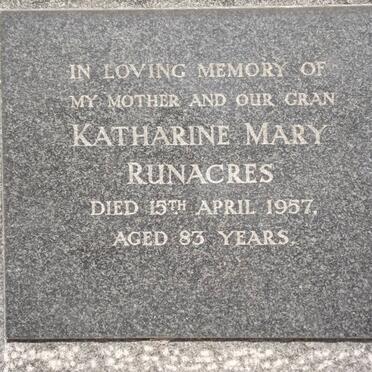 IN LOVING MEMORY OF
MY MOTHER AND OUR GRAN
KATHARINE MARY
RUNACRES
DIED 15TH APRIL 1957,
AGED 83 YEARS.